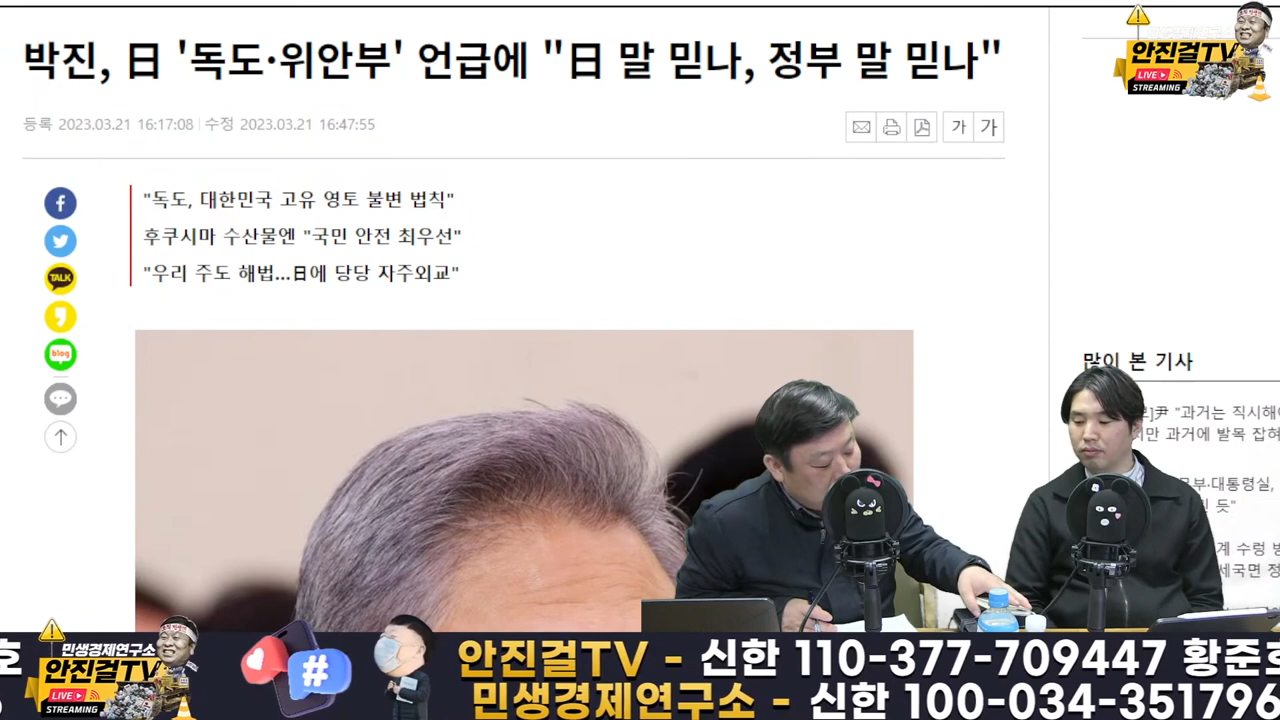 박진, 日 '독도·위안부' 언급에 "日 말 믿나, 정부 말 믿나"
등록 2023.03.21 16:17:08 | 수정 2023.03.21 16:47:55
가 가
"독도, 대한민국 고유 영토 불변 법칙"
후쿠시마 수산물엔 "국민 안전 최우선"
"우리 주도 해법...日에 당당 자주외교"
TALK
blog
안진걸TV
LIVE
STREAMING
많이 본 기사
尹 "과거는 직시해야
과거에 발목 잡혀
·대통령실,
듯"
수렁
민생경제연구소
안진걸TV
LIVE
STREAMING
#
안진걸TV - 신한 110-377-709447 황준호
민생경제연구소 - 신한 100-034-351796